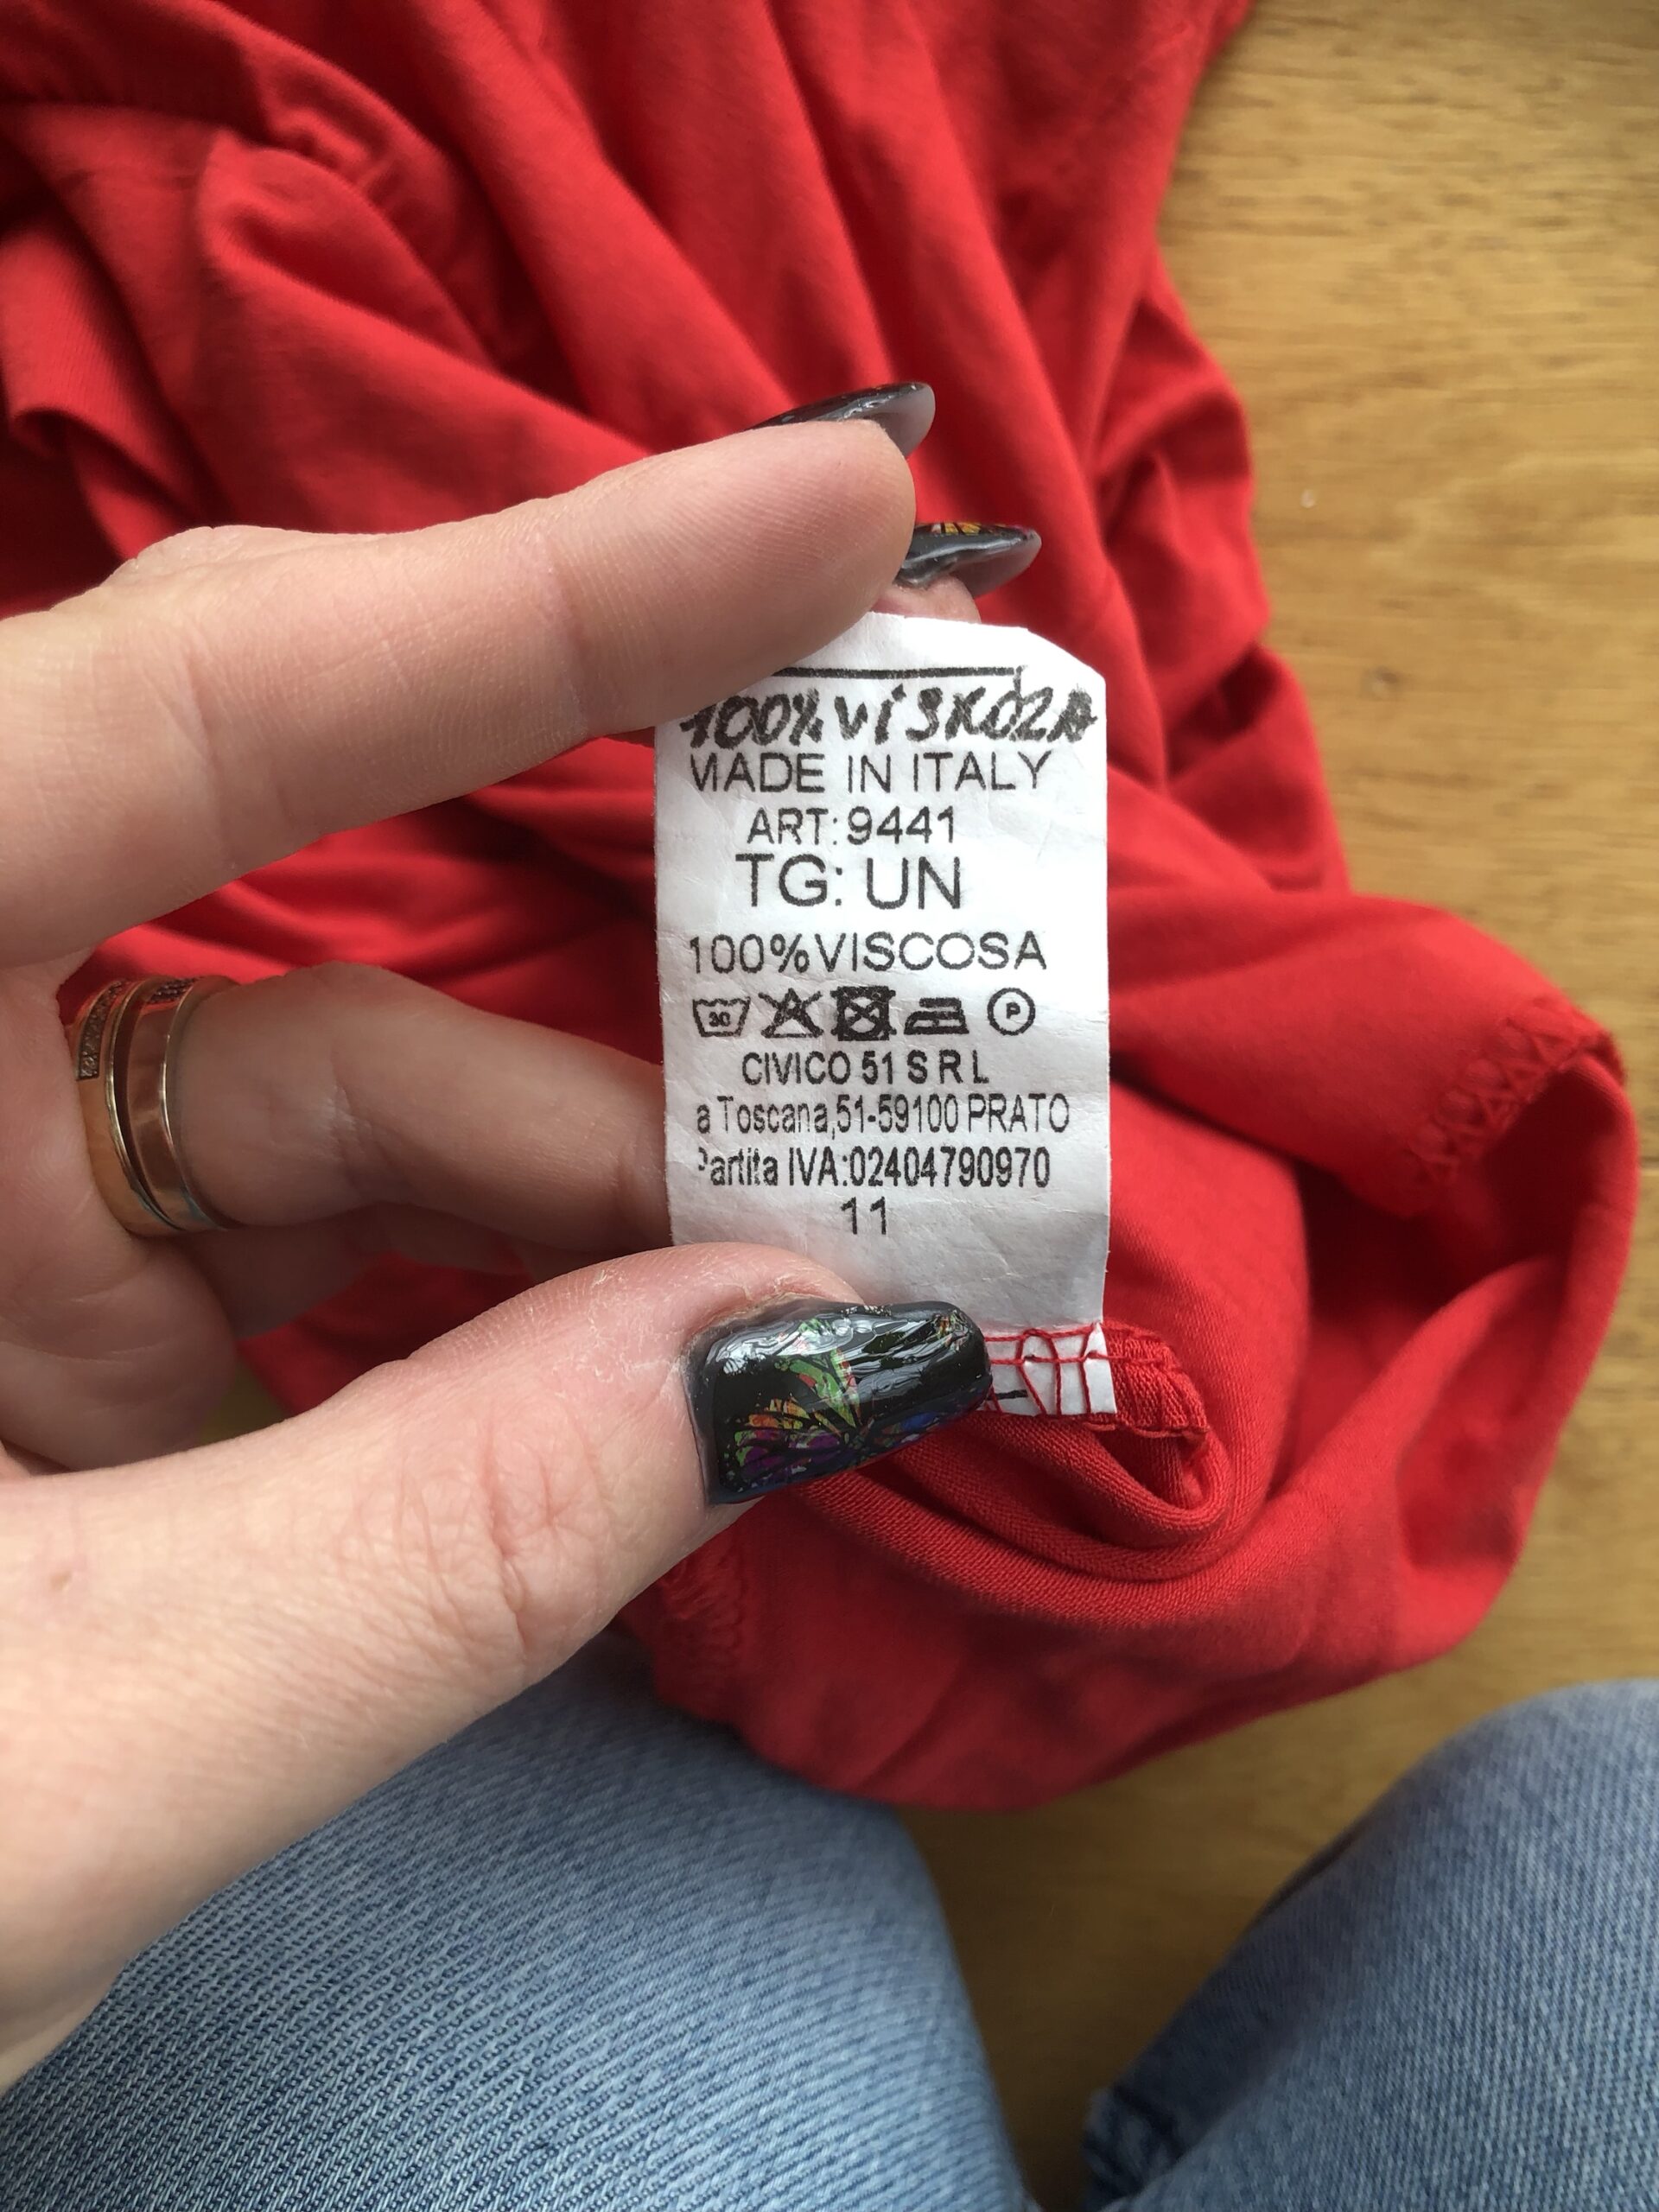 100% VISKÓZA
MADE IN ITALY
ART: 9441
TG: UN
100%VISCOSA
30 P
CIVICO 51 S R L
a Toscana,51-59100 PRATO
Partita IVA:02404790970
11